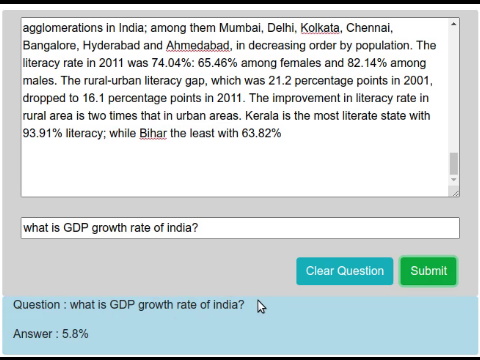 agglomerations in India; among them Mumbai, Delhi, Kolkata, Chennai,
Bangalore, Hyderabad and Ahmedabad, in decreasing order by population. The
literacy rate in 2011 was 74.04%: 65.46% among females and 82.14% among
males. The rural-urban literacy gap, which was 21.2 percentage points in 2001,
dropped to 16.1 percentage points in 2011. The improvement in literacy rate in
rural area is two times that in urban areas. Kerala is the most literate state with
93.91% literacy; while Bihar the least with 63.82%
what is GDP growth rate of india?
Clear Question Submit
Question : what is GDP growth rate of india?
Answer : 5.8%